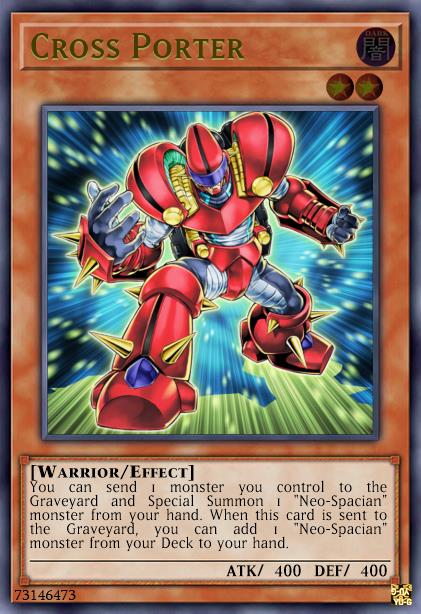 CROSS PORTER
DARK
闇
[WARRIOR/EFFECT]
You can send 1 monster you control to the
Graveyard and Special Summon 1 "Neo-Spacian"
monster from your hand. When this card is sent to
the Graveyard, you can add 1 "Neo-Spacian"
monster from your Deck to your hand.
ATK/ 400 DEF/ 400
73146473